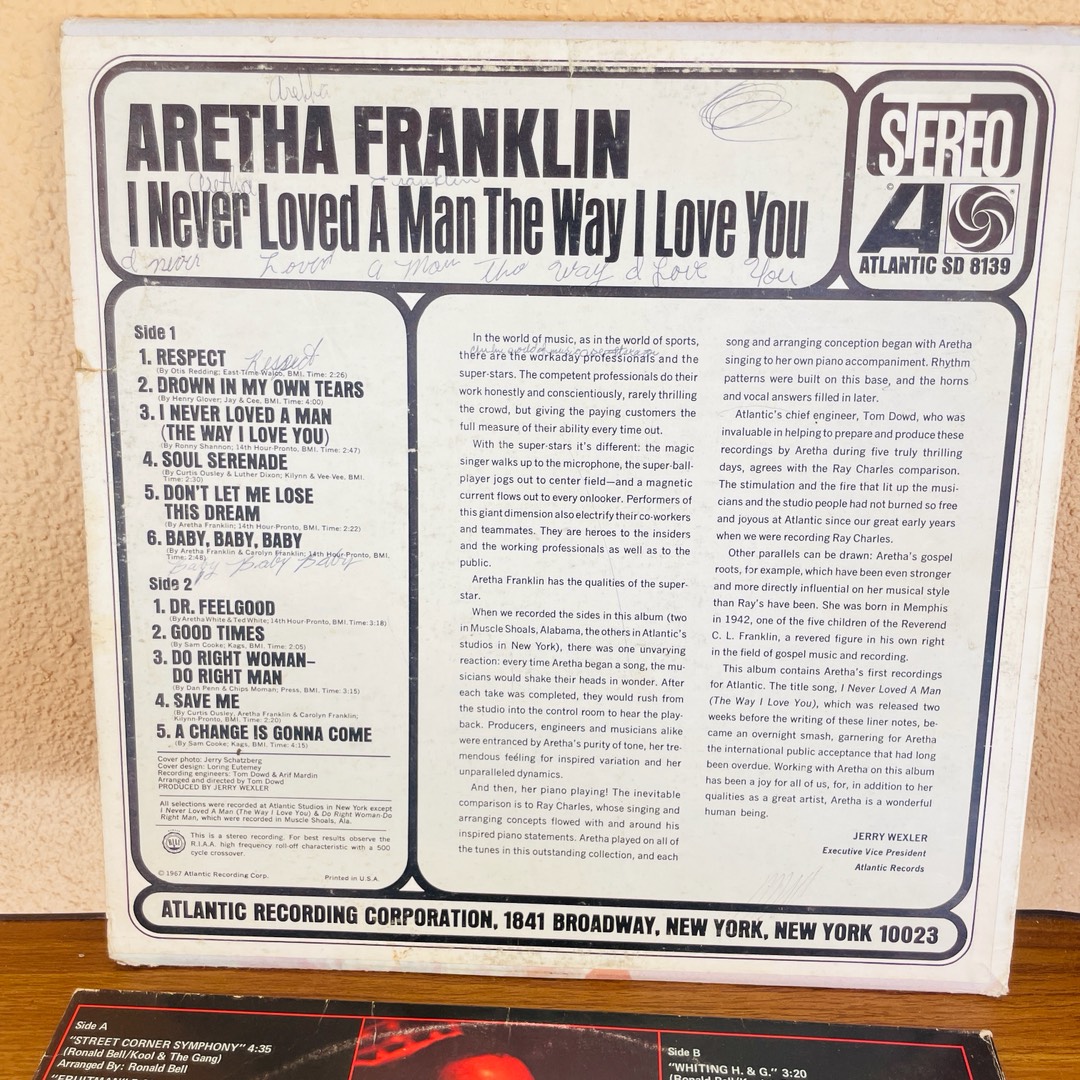 Aretha
ARETHA FRANKLIN
Aretha Franklin
I Never Loved A Man The Way I Love You
I never Loved a Man The Way I Love You
STEREO
©
A
®
ATLANTIC SD 8139
Side 1
1. RESPECT
Respect
(By Otis Redding; East-Time-Walco, BMI. Time: 2:26)
2. DROWN IN MY OWN TEARS
(By Henry Glover; Jay & Cee, BMI. Time: 4:00)
3. I NEVER LOVED A MAN
(THE WAY I LOVE YOU)
(By Ronny Shannon; 14th Hour-Pronto, BMI. Time: 2:47)
4. SOUL SERENADE
(By Curtis Ousley & Luther Dixon; Kilynn & Vee-Vee, BMI.
Time: 2:30)
5. DON'T LET ME LOSE
THIS DREAM
(By Aretha Franklin; 14th Hour-Pronto, BMI. Time: 2:22)
6. BABY, BABY, BABY
(By Aretha Franklin & Carolyn Franklin; 14th Hour-Pronto, BMI.
Time: 2:48)
Baby Baby Baby
Side 2
1. DR. FEELGOOD
(By Aretha White & Ted White; 14th Hour-Pronto, BMI. Time: 3:18)
2. GOOD TIMES
(By Sam Cooke; Kags, BMI. Time: 2:05)
3. DO RIGHT WOMAN–
DO RIGHT MAN
(By Dan Penn & Chips Moman; Press, BMI. Time: 3:15)
4. SAVE ME
(By Curtis Ousley, Aretha Franklin & Carolyn Franklin;
Kilynn-Pronto, BMI. Time: 2:20)
5. A CHANGE IS GONNA COME
(By Sam Cooke; Kags, BMI. Time: 4:15)
Cover photo: Jerry Schatzberg
Cover design: Loring Eutemey
Recording engineers: Tom Dowd & Arif Mardin
Arranged and directed by Tom Dowd
PRODUCED BY JERRY WEXLER
All selections were recorded at Atlantic Studios in New York except
I Never Loved A Man (The Way I Love You) & Do Right Woman-Do
Right Man, which were recorded in Muscle Shoals, Ala.
This is a stereo recording. For best results observe the
R.I.A.A. high frequency roll-off characteristic with a 500
cycle crossover.
© 1967 Atlantic Recording Corp. Printed in U.S.A.
In the world of music, as in the world of sports,
there are the workaday professionals and the
super-stars. The competent professionals do their
work honestly and conscientiously, rarely thrilling
the crowd, but giving the paying customers the
full measure of their ability every time out.
With the super-stars it's different: the magic
singer walks up to the microphone, the super-ball-
player jogs out to center field—and a magnetic
current flows out to every onlooker. Performers of
this giant dimension also electrify their co-workers
and teammates. They are heroes to the insiders
and the working professionals as well as to the
public.
Aretha Franklin has the qualities of the super-
star.
When we recorded the sides in this album (two
in Muscle Shoals, Alabama, the others in Atlantic's
studios in New York), there was one unvarying
reaction: every time Aretha began a song, the mu-
sicians would shake their heads in wonder. After
each take was completed, they would rush from
the studio into the control room to hear the play-
back. Producers, engineers and musicians alike
were entranced by Aretha's purity of tone, her tre-
mendous feeling for inspired variation and her
unparalleled dynamics.
And then, her piano playing! The inevitable
comparison is to Ray Charles, whose singing and
arranging concepts flowed with and around his
inspired piano statements. Aretha played on all of
the tunes in this outstanding collection, and each
song and arranging conception began with Aretha
singing to her own piano accompaniment. Rhythm
patterns were built on this base, and the horns
and vocal answers filled in later.
Atlantic's chief engineer, Tom Dowd, who was
invaluable in helping to prepare and produce these
recordings by Aretha during five truly thrilling
days, agrees with the Ray Charles comparison.
The stimulation and the fire that lit up the musi-
cians and the studio people had not burned so free
and joyous at Atlantic since our great early years
when we were recording Ray Charles.
Other parallels can be drawn: Aretha's gospel
roots, for example, which have been even stronger
and more directly influential on her musical style
than Ray's have been. She was born in Memphis
in 1942, one of the five children of the Reverend
C. L. Franklin, a revered figure in his own right
in the field of gospel music and recording.
This album contains Aretha's first recordings
for Atlantic. The title song, I Never Loved A Man
(The Way I Love You), which was released two
weeks before the writing of these liner notes, be-
came an overnight smash, garnering for Aretha
the international public acceptance that had long
been overdue. Working with Aretha on this album
has been a joy for all of us, for, in addition to her
qualities as a great artist, Aretha is a wonderful
human being.
JERRY WEXLER
Executive Vice President
Atlantic Records
ATLANTIC RECORDING CORPORATION, 1841 BROADWAY, NEW YORK, NEW YORK 10023
Side A
"STREET CORNER SYMPHONY" 4:35
(Ronald Bell/Kool & The Gang)
Arranged By: Ronald Bell
Side B
"WHITING H. & G." 3:20